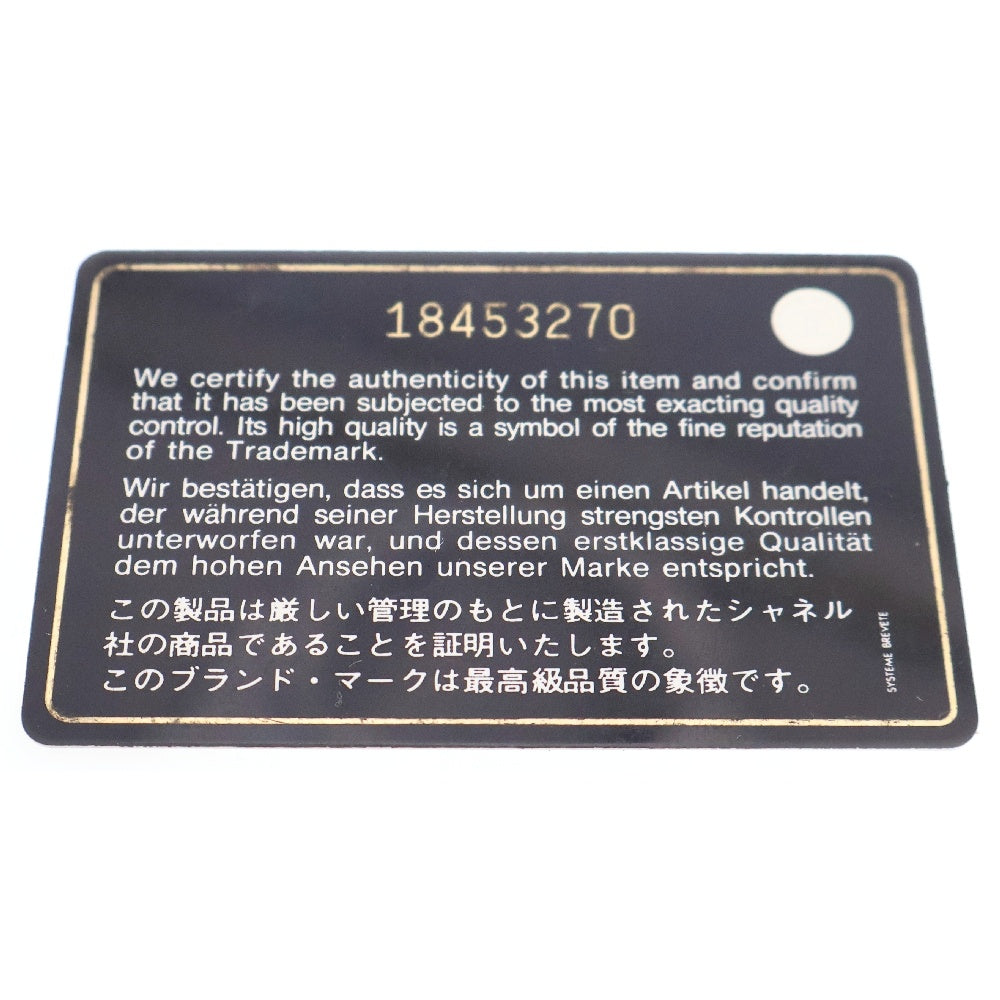 18453270
We certify the authenticity of this item and confirm
that it has been subjected to the most exacting quality
control. Its high quality is a symbol of the fine reputation
of the Trademark.
Wir bestätigen, dass es sich um einen Artikel handelt,
der während seiner Herstellung strengsten Kontrollen
unterworfen war, und dessen erstklassige Qualität
dem hohen Ansehen unserer Marke entspricht.
この製品は厳しい管理のもとに製造されたシャネル
社の商品であることを証明いたします。
このブランド・マークは最高級品質の象徴です。
SYSTEME BREVETE